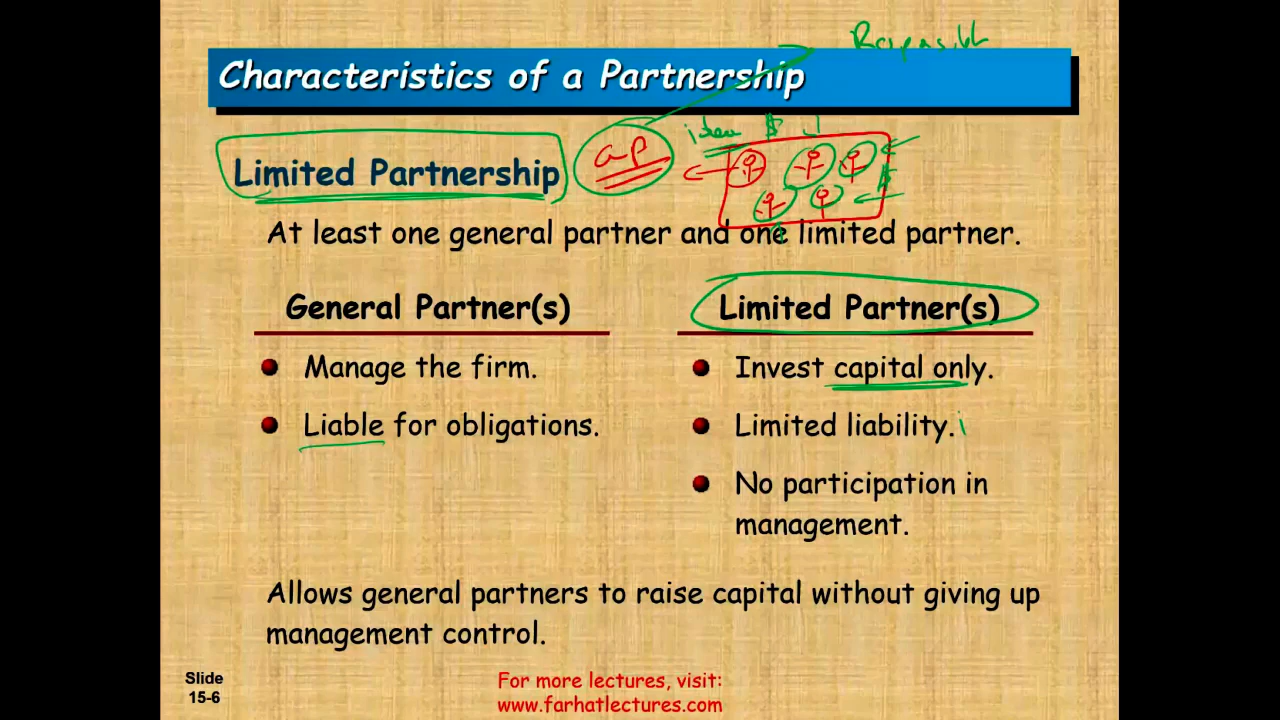 Characteristics of a Partnership
Limited Partnership
idea $
$
At least one general partner and one limited partner.
General Partner(s)
Limited Partner(s)
Manage the firm.
Invest capital only.
Liable for obligations.
Limited liability.
No participation in
management.
Allows general partners to raise capital without giving up
management control.
Slide
15-6
For more lectures, visit:
www.farhatlectures.com